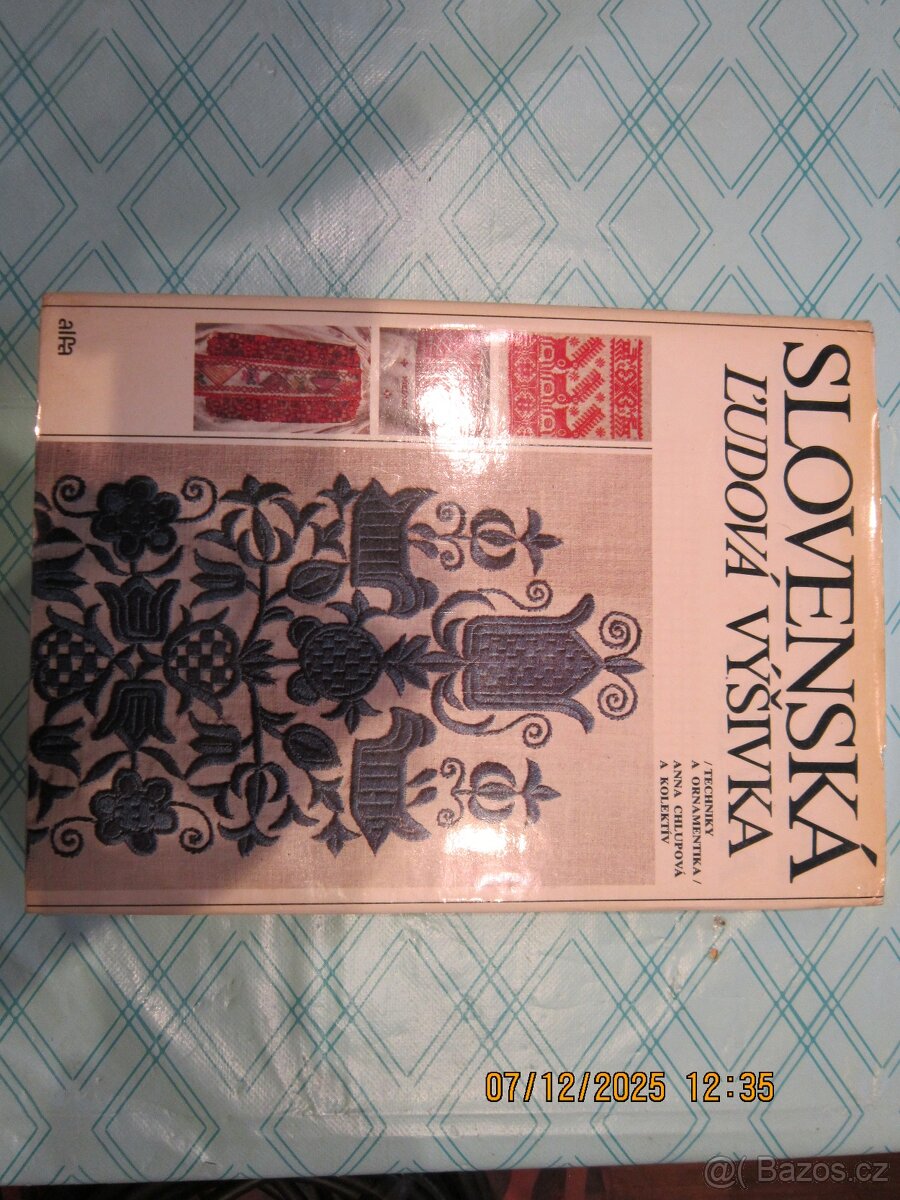 SLOVENSKÁ
ĽUDOVÁ VÝŠIVKA
/TECHNIKY
A ORNAMENTIKA/
ANNA CHLUPOVÁ
A KOLEKTÍV
alfa
07/12/2025 12:35
@( Bazos.cz